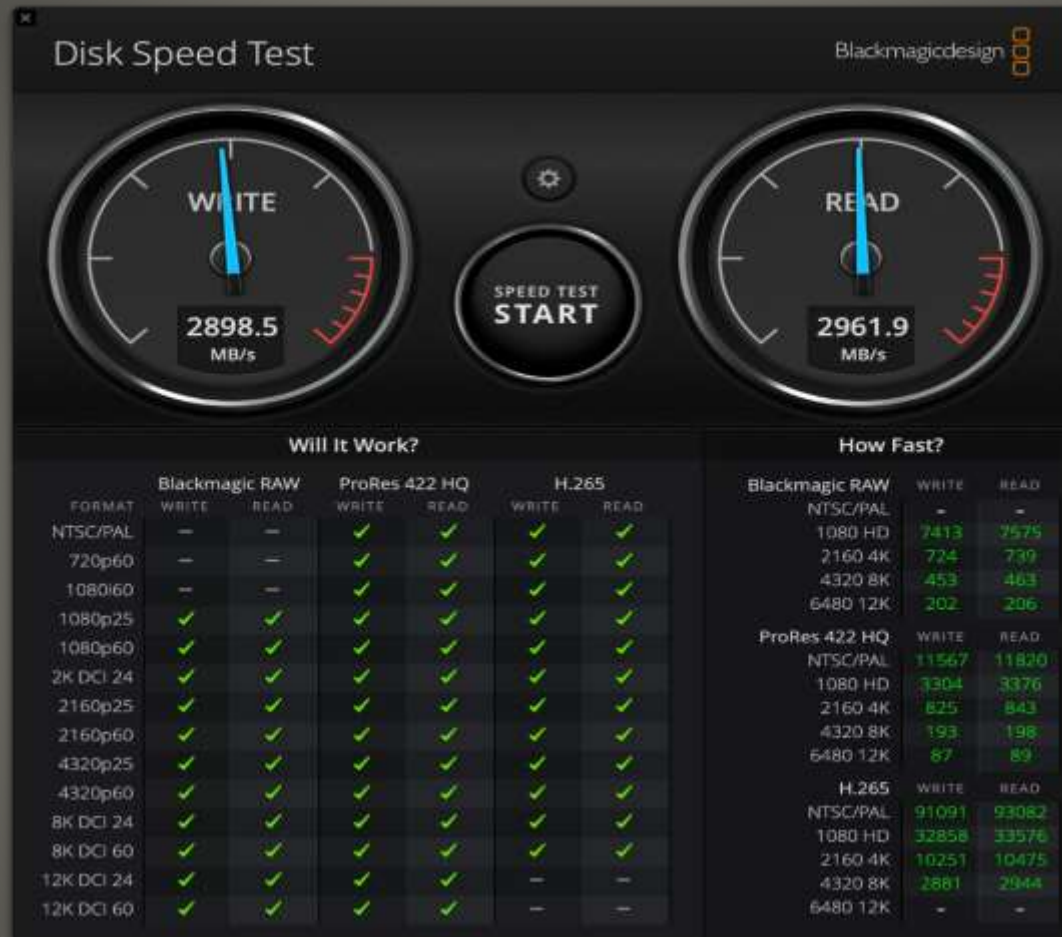 Disk Speed Test
Blackmagicdesign
WRITE
2898.5
MB/s
SPEED TEST
START
READ
2961.9
MB/s
Will It Work?
Blackmagic RAW ProRes 422 HQ H.265
FORMAT WRITE READ WRITE READ WRITE READ
NTSC/PAL — — ✓ ✓ ✓ ✓
720p60 — — ✓ ✓ ✓ ✓
1080i60 — — ✓ ✓ ✓ ✓
1080p25 ✓ ✓ ✓ ✓ ✓ ✓
1080p60 ✓ ✓ ✓ ✓ ✓ ✓
2K DCI 24 ✓ ✓ ✓ ✓ ✓ ✓
2160p25 ✓ ✓ ✓ ✓ ✓ ✓
2160p60 ✓ ✓ ✓ ✓ ✓ ✓
4320p25 ✓ ✓ ✓ ✓ ✓ ✓
4320p60 ✓ ✓ ✓ ✓ ✓ ✓
8K DCI 24 ✓ ✓ ✓ ✓ ✓ ✓
8K DCI 60 ✓ ✓ ✓ ✓ ✓ ✓
12K DCI 24 ✓ ✓ ✓ ✓ — —
12K DCI 60 ✓ ✓ ✓ ✓ — —
How Fast?
Blackmagic RAW WRITE READ
NTSC/PAL - -
1080 HD 7413 7575
2160 4K 724 739
4320 8K 453 463
6480 12K 202 206
ProRes 422 HQ WRITE READ
NTSC/PAL 11567 11820
1080 HD 3304 3376
2160 4K 825 843
4320 8K 193 198
6480 12K 87 89
H.265 WRITE READ
NTSC/PAL 91091 93082
1080 HD 32858 33576
2160 4K 10251 10475
4320 8K 2881 2944
6480 12K - -